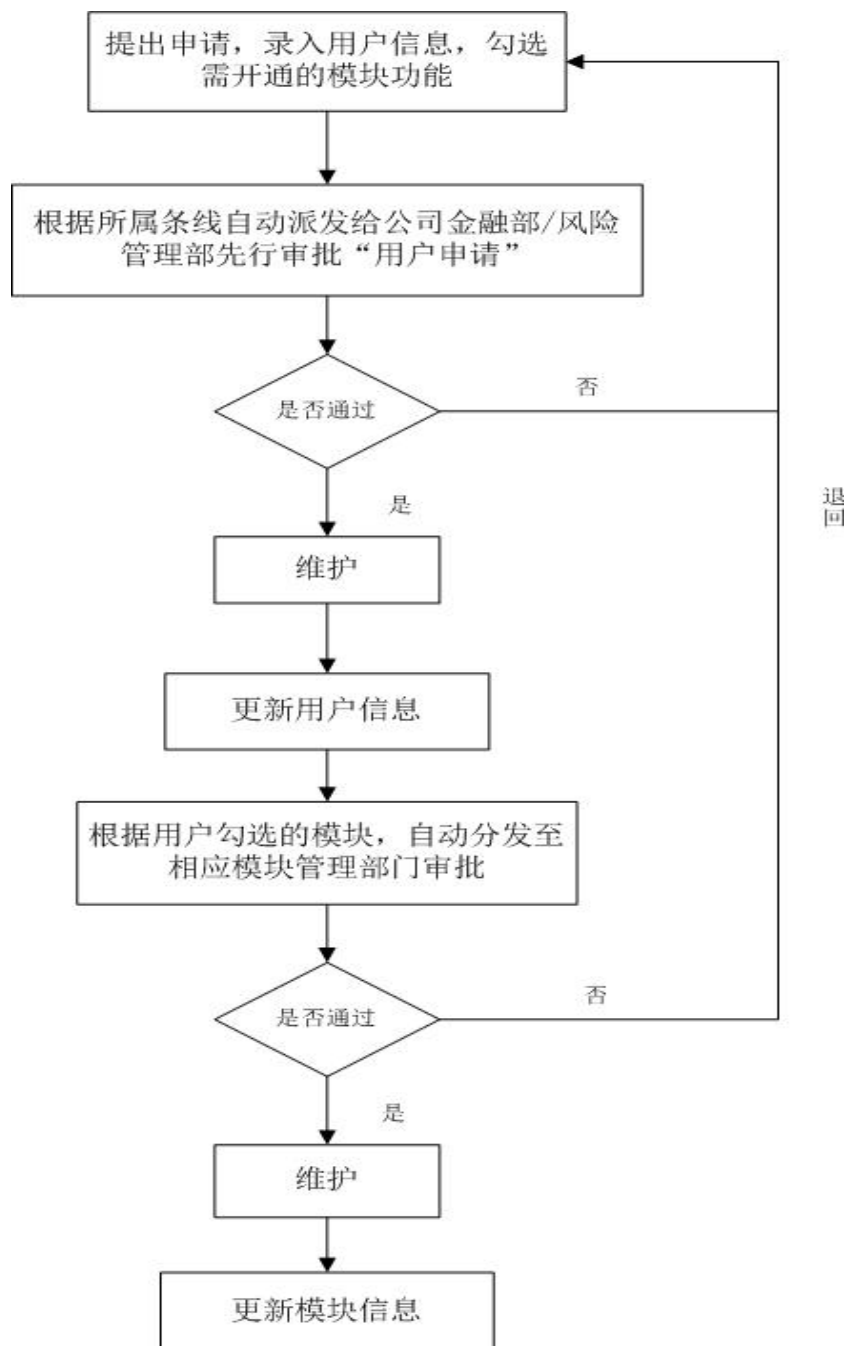 提出申请，录入用户信息，勾选
需开通的模块功能
根据所属条线自动派发给公司金融部/风险
管理部先行审批“用户申请”
是否通过
否
是
退
回
维护
更新用户信息
根据用户勾选的模块，自动分发至
相应模块管理部门审批
是否通过
否
是
维护
更新模块信息